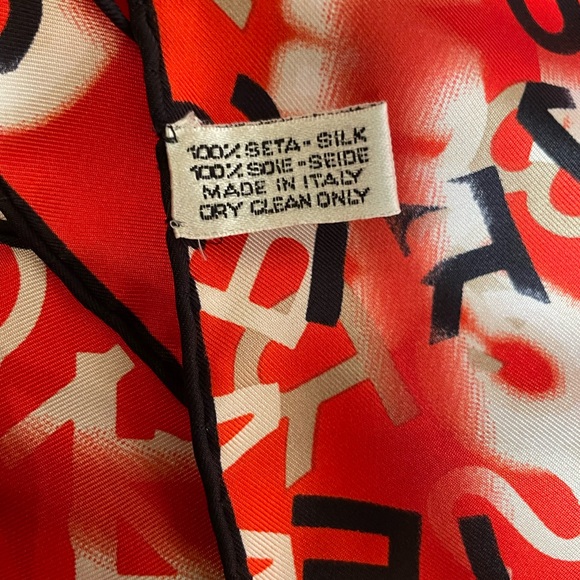 100% SETA - SILK
100% SOIE - SEIDE
MADE IN ITALY
DRY CLEAN ONLY